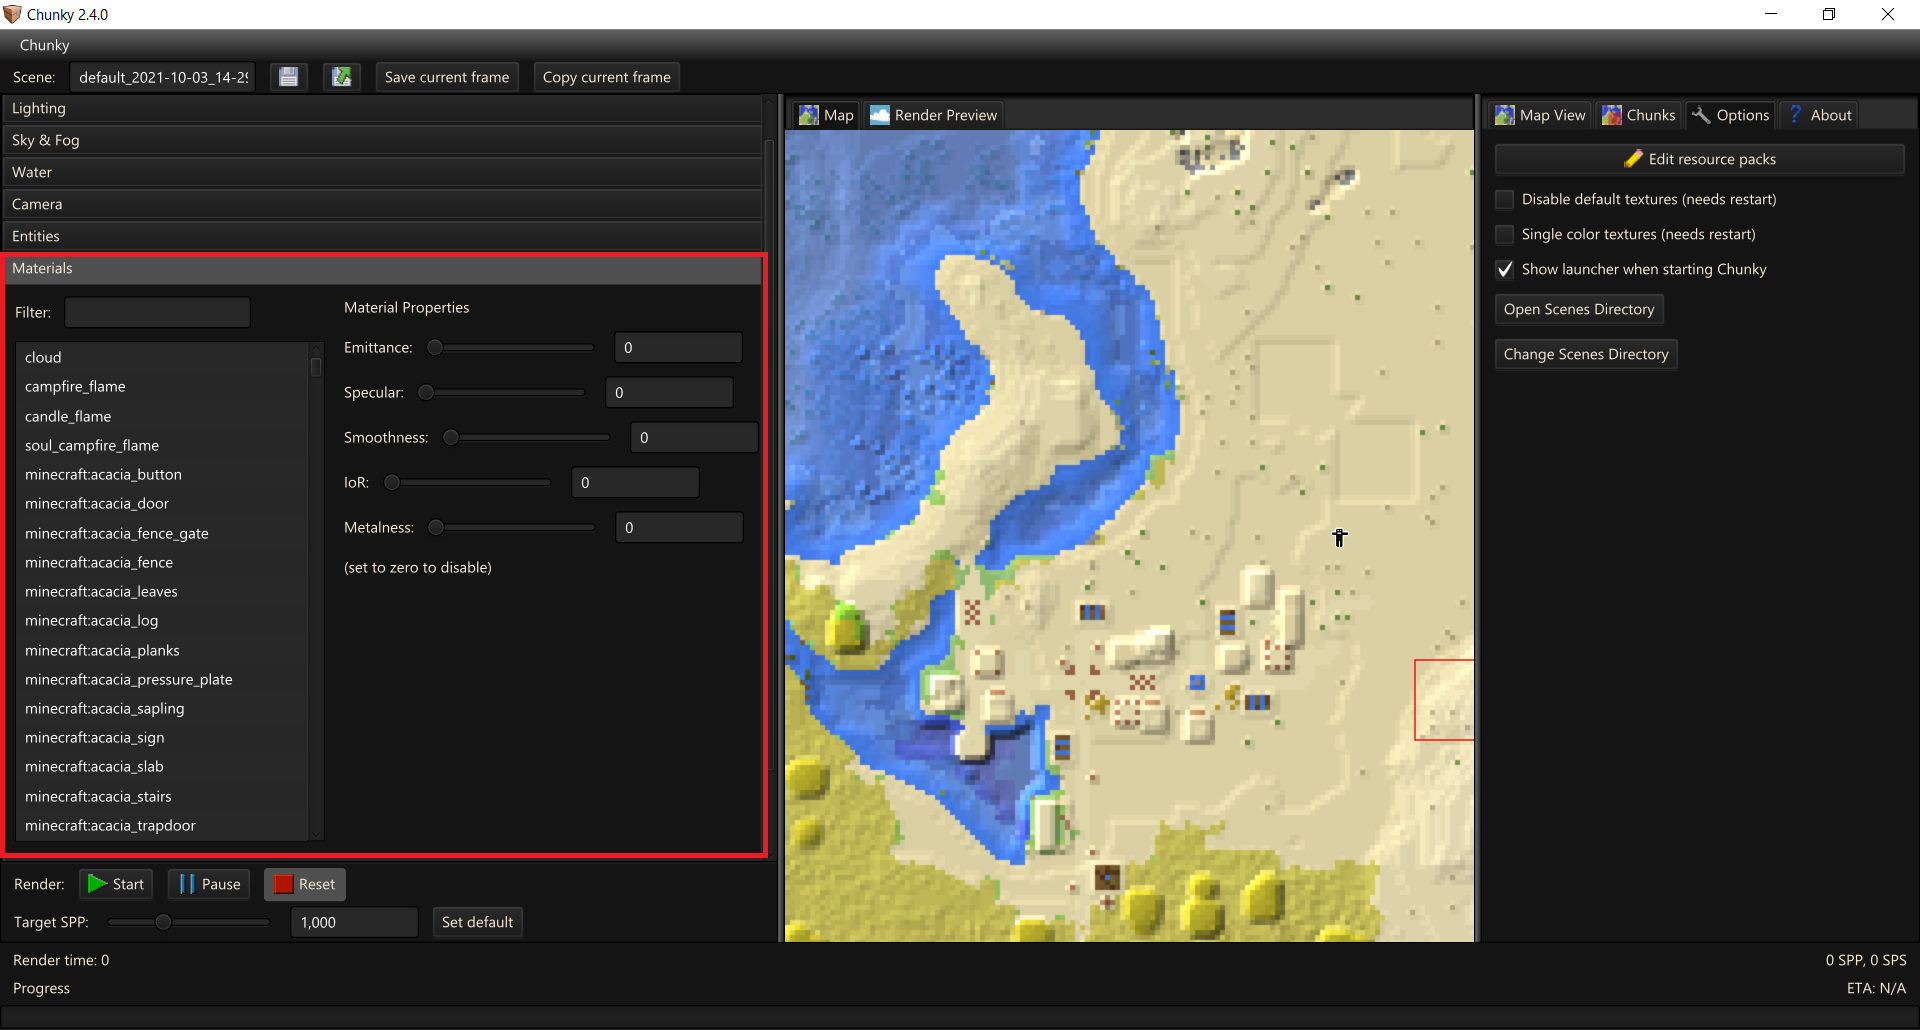 Chunky 2.4.0
Chunky
Scene: default_2021-10-03_14-29 Save current frame Copy current frame
Lighting
Sky & Fog
Water
Camera
Entities
Materials
Filter:
cloud
campfire_flame
candle_flame
soul_campfire_flame
minecraft:acacia_button
minecraft:acacia_door
minecraft:acacia_fence_gate
minecraft:acacia_fence
minecraft:acacia_leaves
minecraft:acacia_log
minecraft:acacia_planks
minecraft:acacia_pressure_plate
minecraft:acacia_sapling
minecraft:acacia_sign
minecraft:acacia_slab
minecraft:acacia_stairs
minecraft:acacia_trapdoor
Material Properties
Emittance: 0
Specular: 0
Smoothness: 0
IoR: 0
Metalness: 0
(set to zero to disable)
Render: Start Pause Reset
Target SPP: 1,000 Set default
Map Render Preview
Map View Chunks Options ? About
Edit resource packs
Disable default textures (needs restart)
Single color textures (needs restart)
Show launcher when starting Chunky
Open Scenes Directory
Change Scenes Directory
Render time: 0
Progress
0 SPP, 0 SPS
ETA: N/A